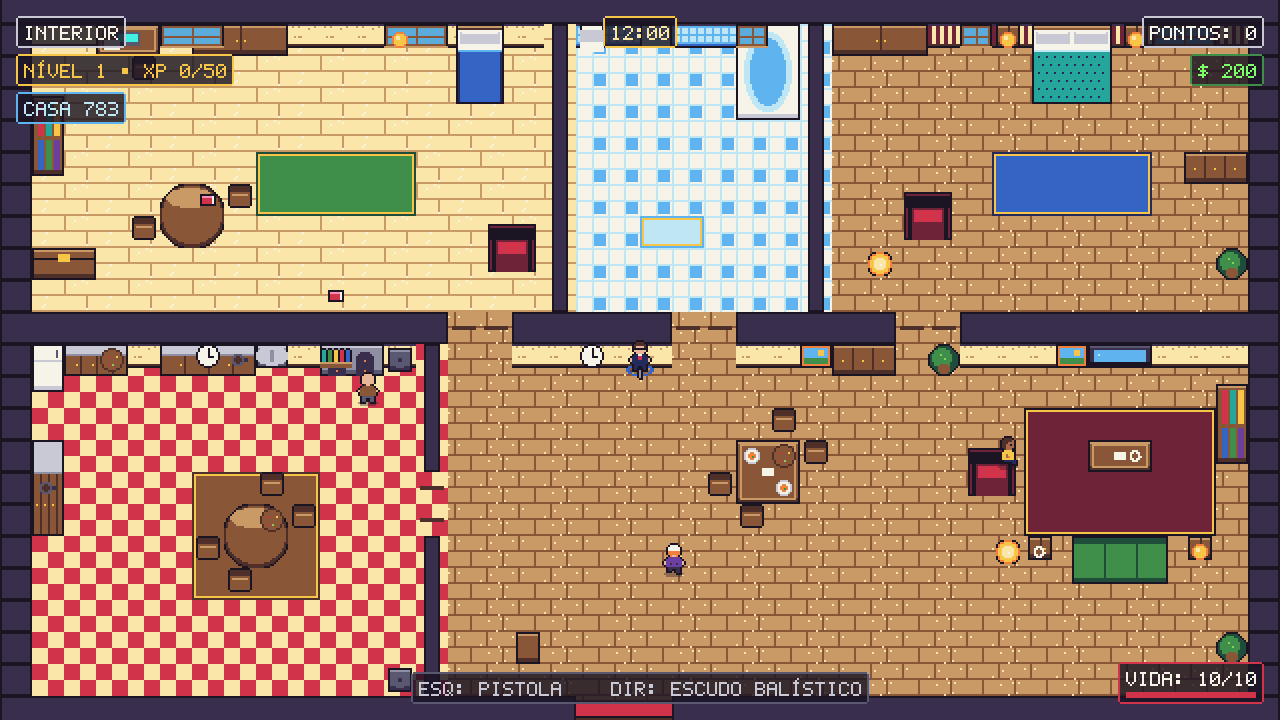 INTERIOR
12:00
PONTOS: 0
NÍVEL 1 ▪ XP 0/50
$ 200
CASA 783
VIDA: 10/10
ESQ: PISTOLA DIR: ESCUDO BALÍSTICO